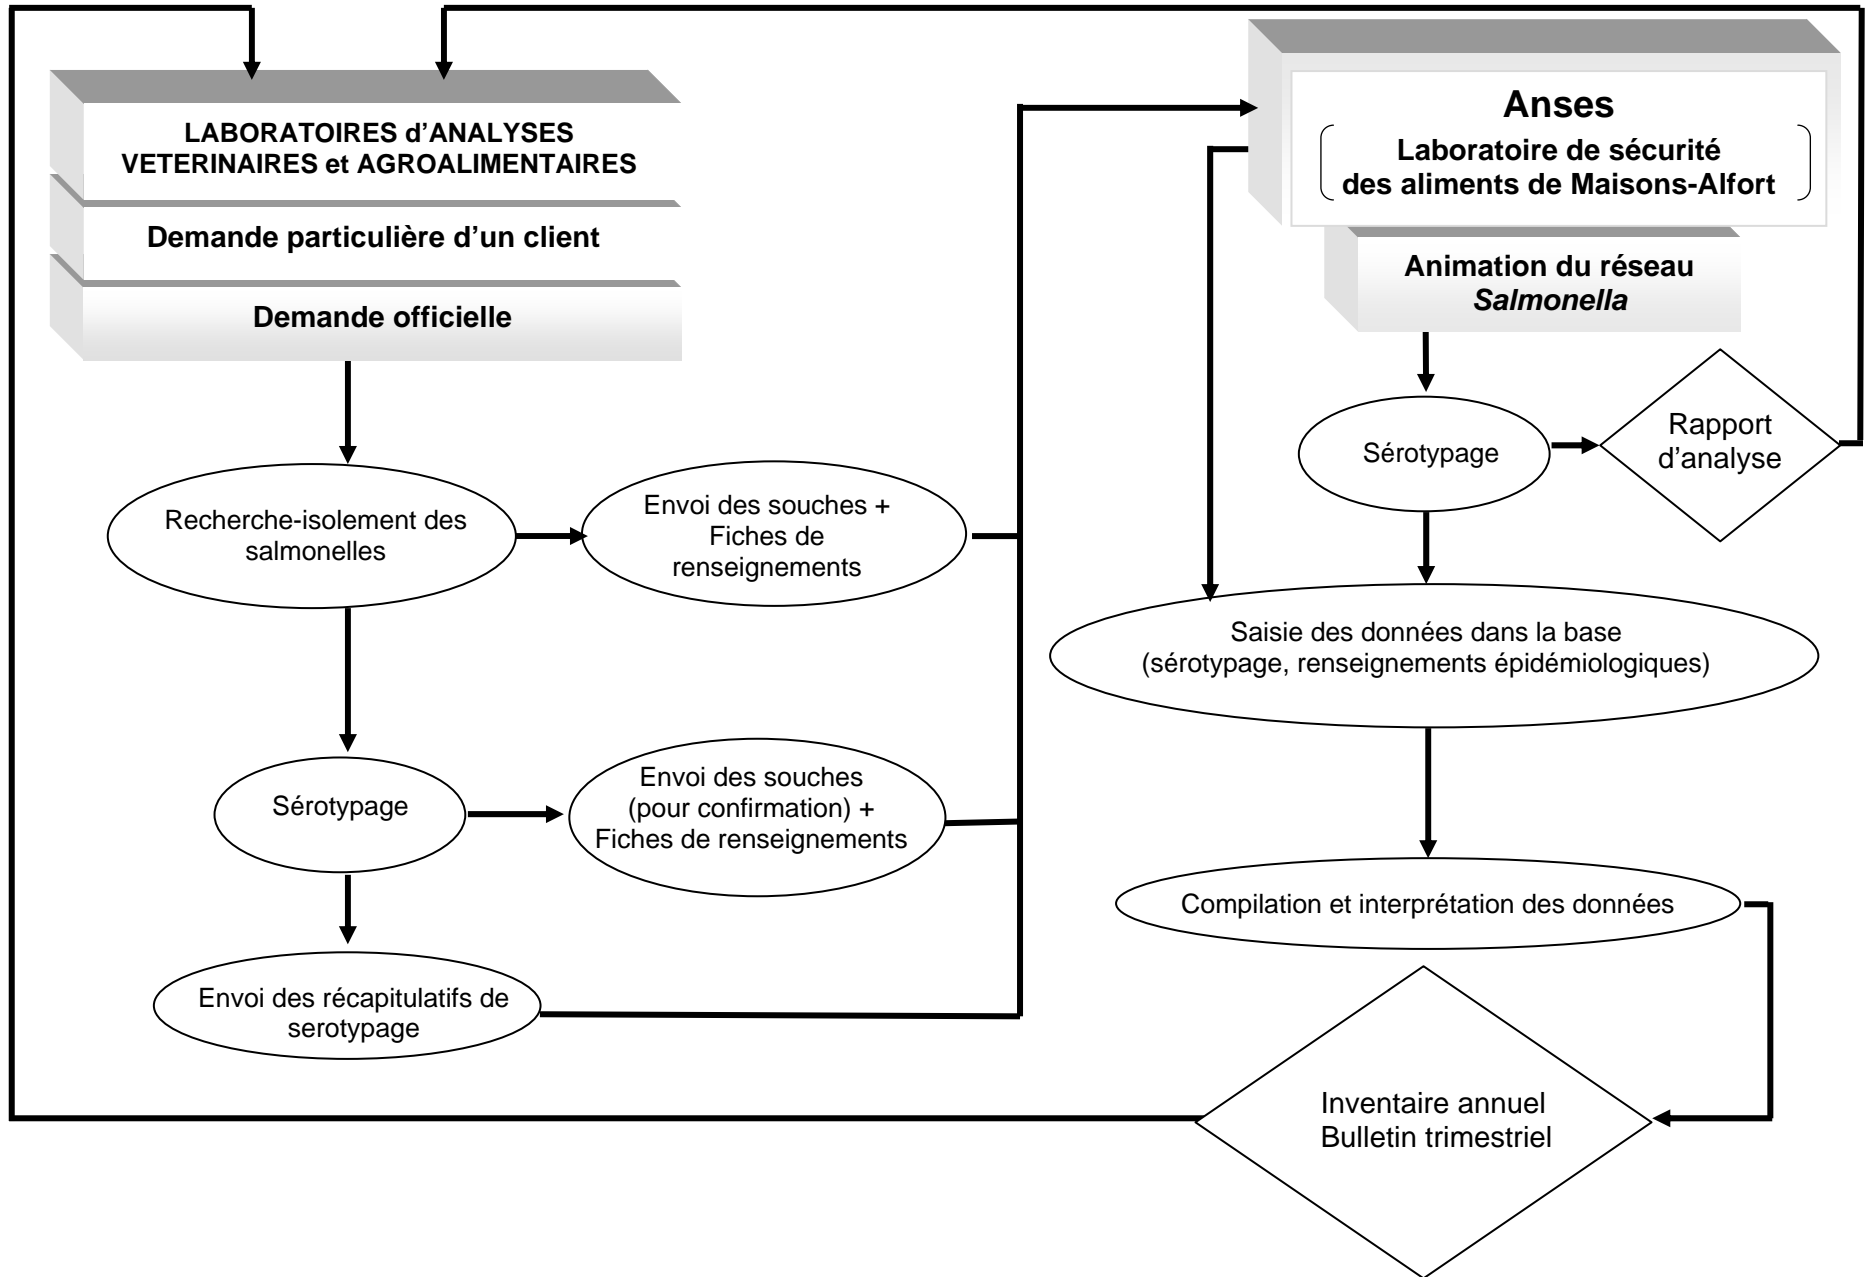 LABORATOIRES d’ANALYSES
VETERINAIRES et AGROALIMENTAIRES
Demande particulière d’un client
Demande officielle
Recherche-isolement des
salmonelles
Envoi des souches +
Fiches de
renseignements
Sérotypage
Envoi des souches
(pour confirmation) +
Fiches de renseignements
Envoi des récapitulatifs de
serotypage
Anses
Laboratoire de sécurité
des aliments de Maisons-Alfort
Animation du réseau
Salmonella
Sérotypage
Rapport
d’analyse
Saisie des données dans la base
(sérotypage, renseignements épidémiologiques)
Compilation et interprétation des données
Inventaire annuel
Bulletin trimestriel